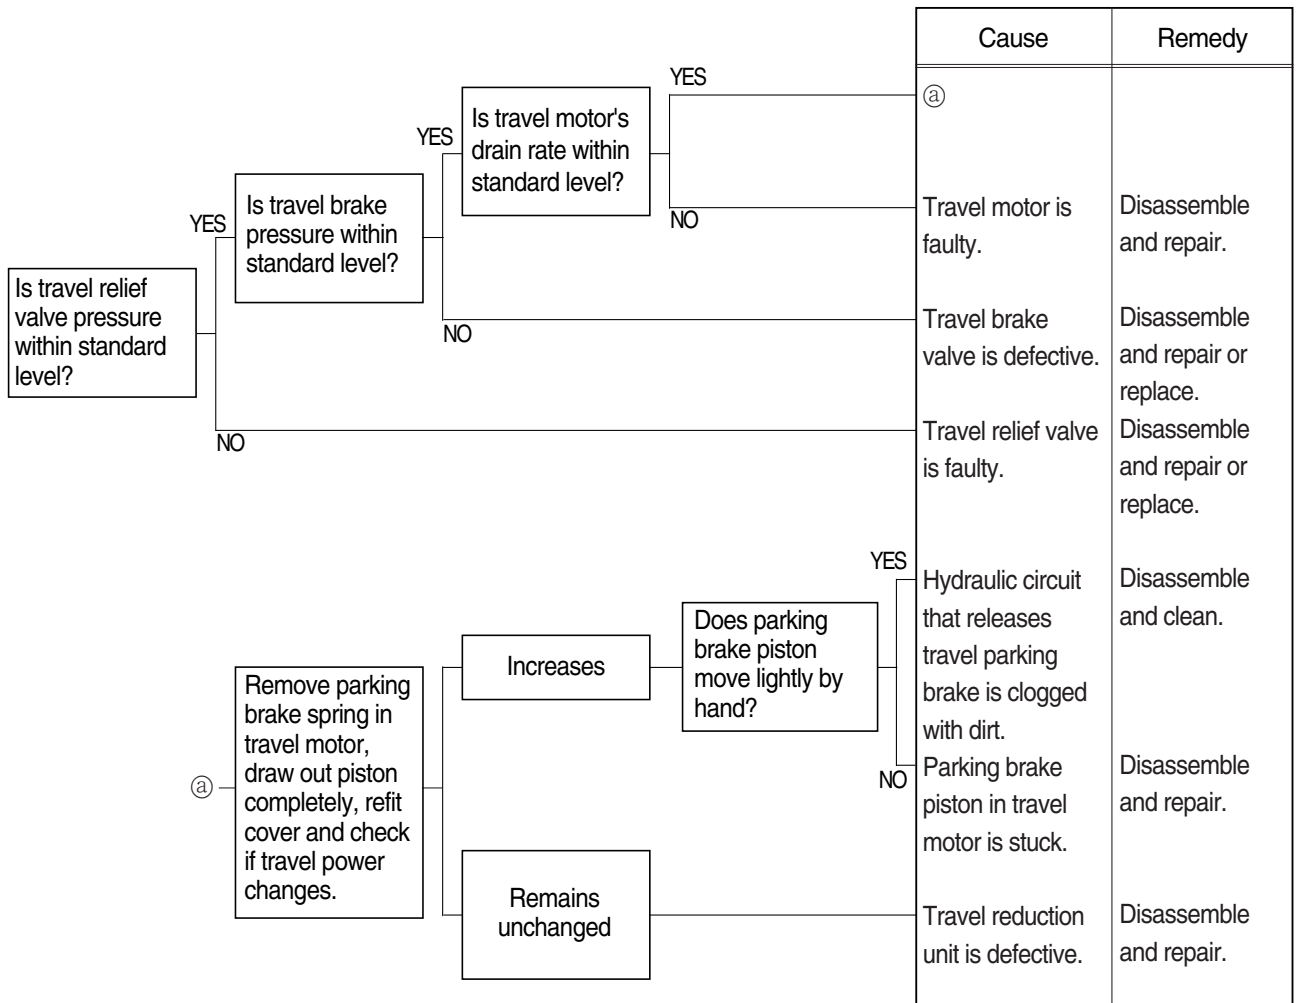 Cause
Remedy
YES
ⓐ
Is travel motor's
drain rate within
standard level?
YES
NO
Travel motor is
faulty.
Disassemble
and repair.
Is travel brake
pressure within
standard level?
YES
NO
Travel brake
valve is defective.
Disassemble
and repair or
replace.
Is travel relief
valve pressure
within standard
level?
NO
Travel relief valve
is faulty.
Disassemble
and repair or
replace.
ⓐ
Remove parking
brake spring in
travel motor,
draw out piston
completely, refit
cover and check
if travel power
changes.
Increases
Does parking
brake piston
move lightly by
hand?
YES
Hydraulic circuit
that releases
travel parking
brake is clogged
with dirt.
Disassemble
and clean.
NO
Parking brake
piston in travel
motor is stuck.
Disassemble
and repair.
Remains
unchanged
Travel reduction
unit is defective.
Disassemble
and repair.